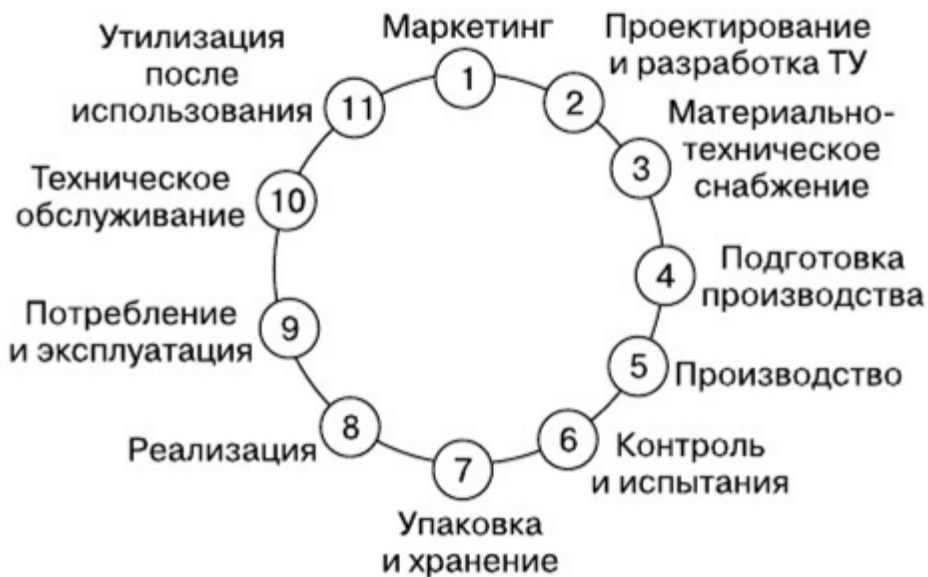 Маркетинг
1
Проектирование
и разработка ТУ
2
Материально-
техническое
снабжение
3
Подготовка
производства
4
Производство
5
Контроль
и испытания
6
Упаковка
и хранение
7
Реализация
8
Потребление
и эксплуатация
9
Техническое
обслуживание
10
Утилизация
после
использования
11